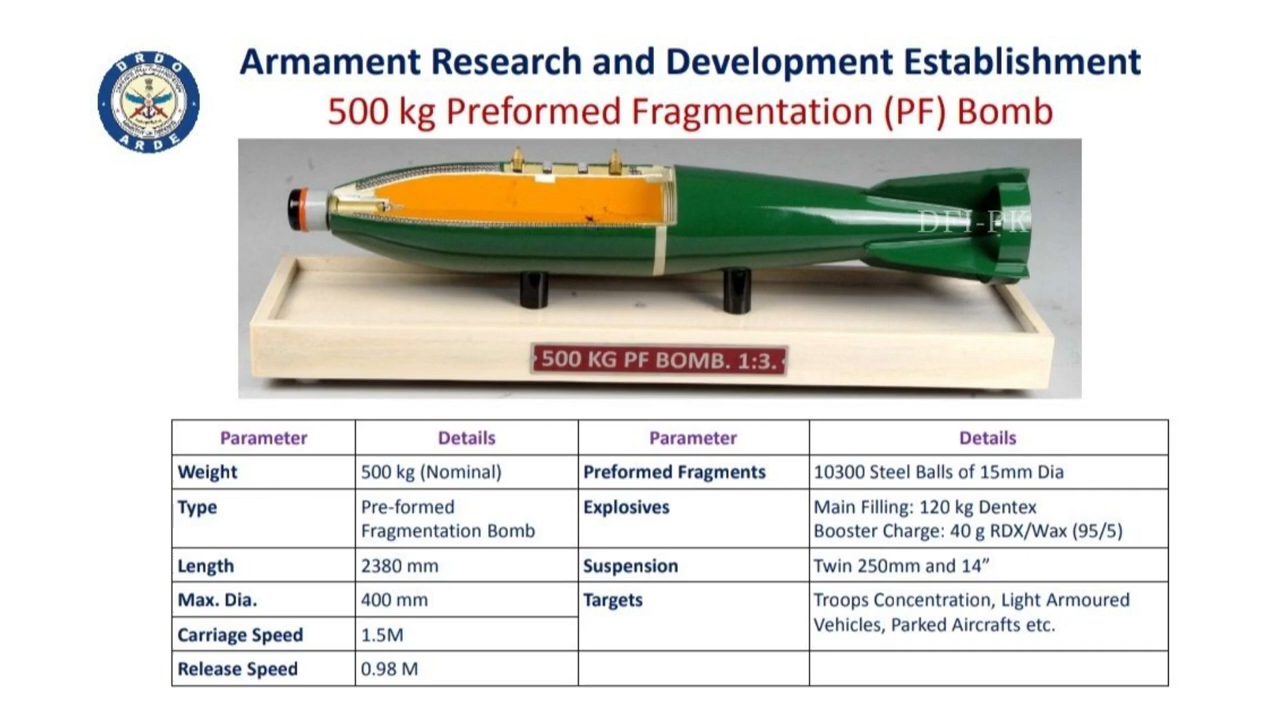 DRDO
ARDE
Armament Research and Development Establishment
500 kg Preformed Fragmentation (PF) Bomb
DFI-PK
500 KG PF BOMB. 1:3.
Parameter Details Parameter Details
Weight 500 kg (Nominal) Preformed Fragments 10300 Steel Balls of 15mm Dia
Type Pre-formed Explosives Main Filling: 120 kg Dentex
Fragmentation Bomb Booster Charge: 40 g RDX/Wax (95/5)
Length 2380 mm Suspension Twin 250mm and 14”
Max. Dia. 400 mm Targets Troops Concentration, Light Armoured
Vehicles, Parked Aircrafts etc.
Carriage Speed 1.5M
Release Speed 0.98 M